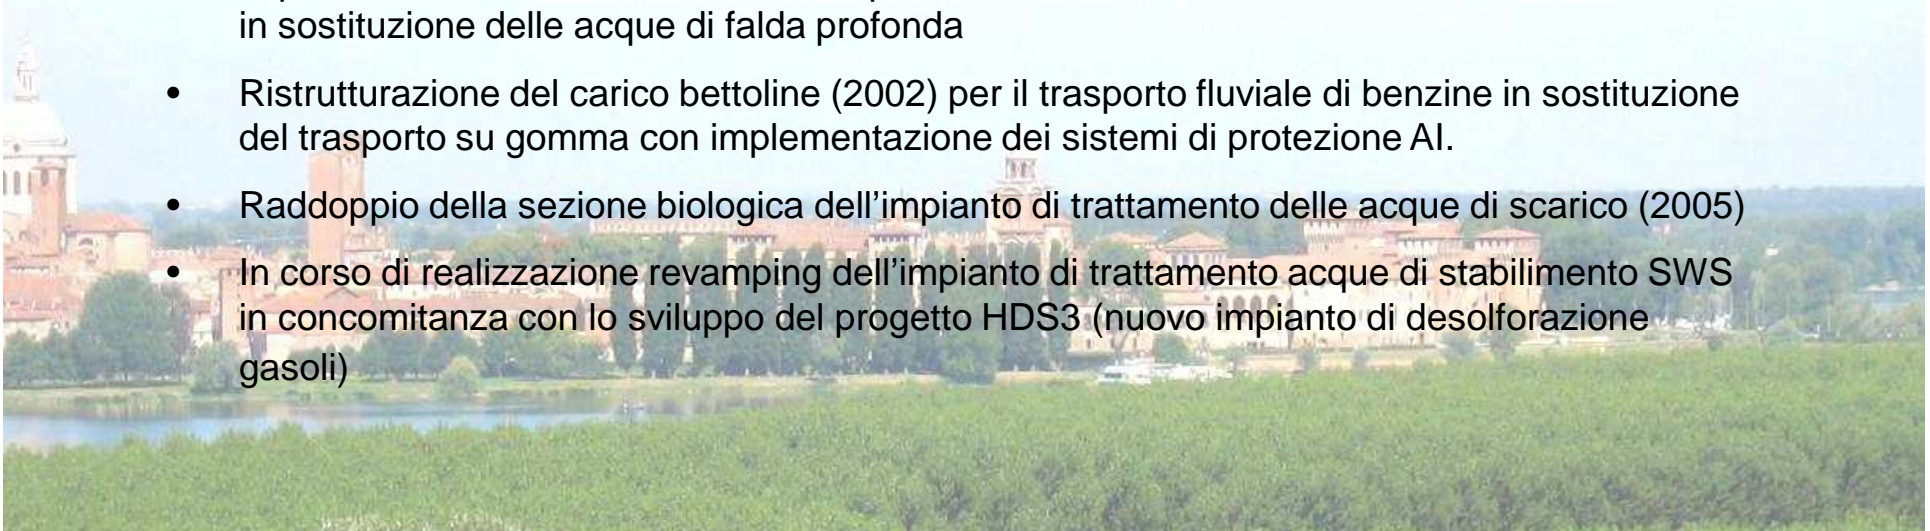 in sostituzione delle acque di falda profonda
• Ristrutturazione del carico bettoline (2002) per il trasporto fluviale di benzine in sostituzione
del trasporto su gomma con implementazione dei sistemi di protezione AI.
• Raddoppio della sezione biologica dell’impianto di trattamento delle acque di scarico (2005)
• In corso di realizzazione revamping dell’impianto di trattamento acque di stabilimento SWS
in concomitanza con lo sviluppo del progetto HDS3 (nuovo impianto di desolforazione
gasoli)